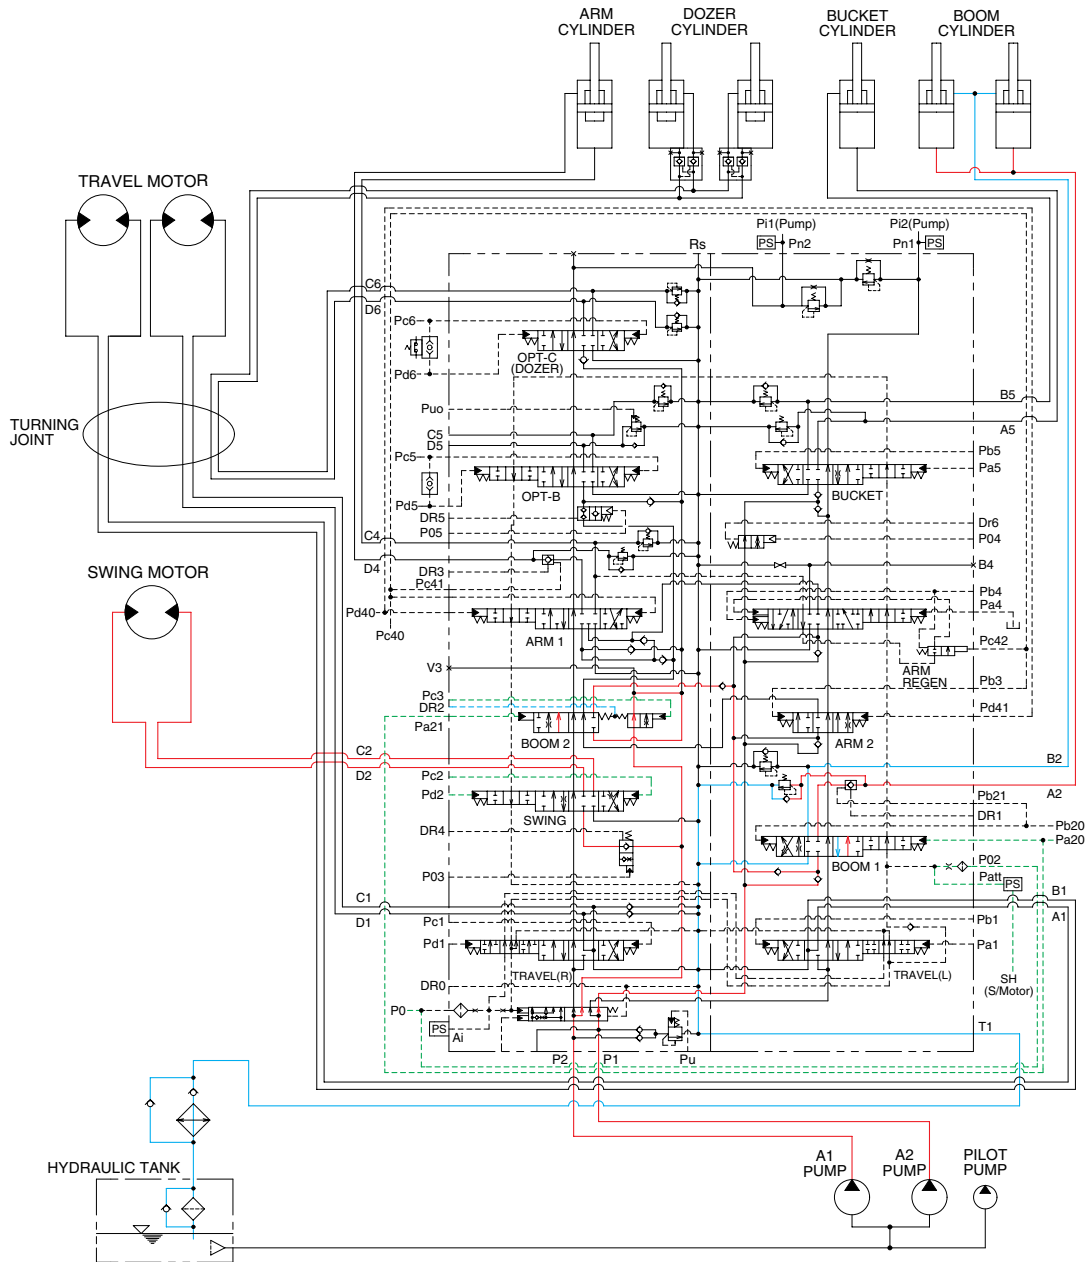 ARM
CYLINDER
DOZER
CYLINDER
BUCKET
CYLINDER
BOOM
CYLINDER
TRAVEL MOTOR
Pi1(Pump)
Pi2(Pump)
Rs
PS
Pn2
Pn1
PS
C6
D6
Pc6
OPT-C
(DOZER)
Pd6
TURNING
JOINT
Puo
C5
D5
Pc5
B5
A5
Pb5
Pa5
OPT-B
BUCKET
Pd5
DR5
P05
Dr6
P04
C4
D4
DR3
Pc41
B4
SWING MOTOR
Pd40
Pc40
ARM 1
Pb4
Pa4
Pc42
ARM
REGEN
V3
Pb3
Pc3
DR2
Pa21
BOOM 2
Pd41
ARM 2
C2
D2
B2
A2
Pc2
Pd2
SWING
Pb21
DR1
Pb20
Pa20
DR4
P03
BOOM 1
P02
Patt
PS
C1
D1
B1
A1
Pc1
Pd1
Pb1
Pa1
TRAVEL(R)
TRAVEL(L)
SH
(S/Motor)
DR0
P0
PS
Ai
T1
P2
P1
Pu
HYDRAULIC TANK
A1
PUMP
A2
PUMP
PILOT
PUMP